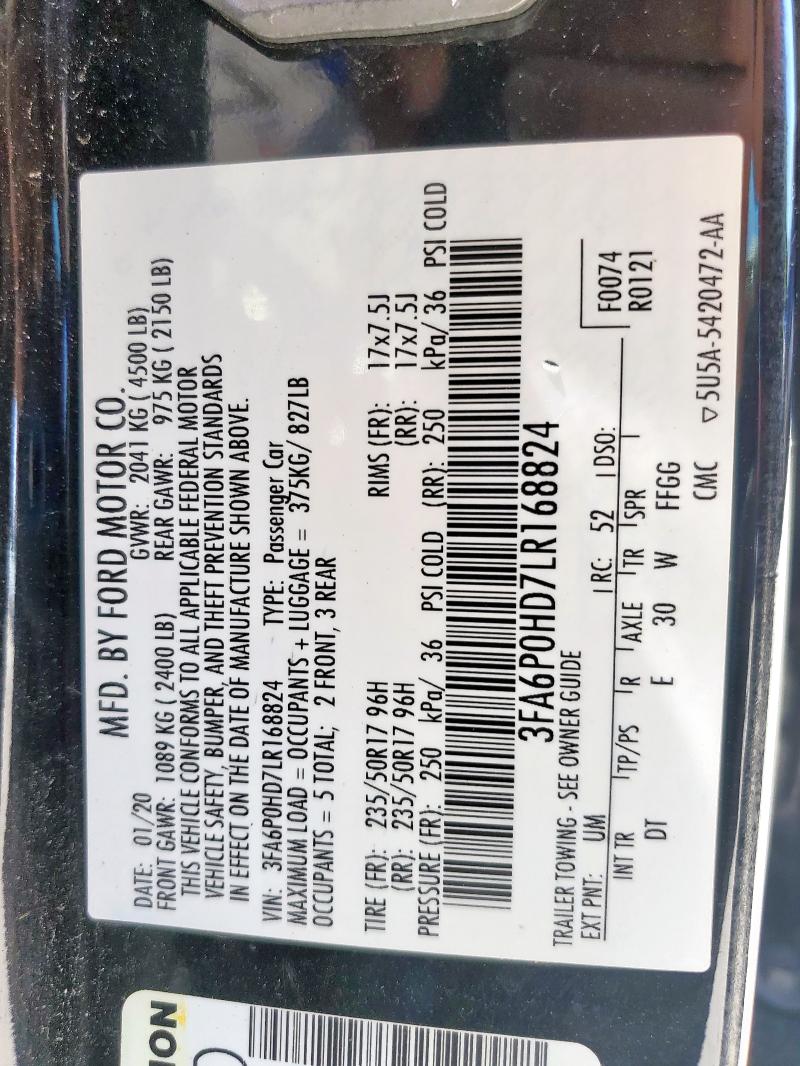 MFD. BY FORD MOTOR CO.
DATE: 01/20 GVWR: 2041 KG ( 4500 LB)
FRONT GAWR: 1089 KG ( 2400 LB) REAR GAWR: 975 KG ( 2150 LB)
THIS VEHICLE CONFORMS TO ALL APPLICABLE FEDERAL MOTOR
VEHICLE SAFETY, BUMPER, AND THEFT PREVENTION STANDARDS
IN EFFECT ON THE DATE OF MANUFACTURE SHOWN ABOVE.
VIN: 3FA6P0HD7LR168824 TYPE: Passenger Car
MAXIMUM LOAD = OCCUPANTS + LUGGAGE = 375KG/ 827LB
OCCUPANTS = 5 TOTAL; 2 FRONT, 3 REAR
TIRE (FR): 235/50R17 96H RIMS (FR): 17x7.5J
(RR): 235/50R17 96H (RR): 17x7.5J
PRESSURE (FR): 250 kPa/ 36 PSI COLD (RR): 250 kPa/ 36 PSI COLD
3FA6P0HD7LR168824
TRAILER TOWING - SEE OWNER GUIDE
EXT PNT: UM RC: 52 DSO:
F0074
R0121
INT TR TP/PS R AXLE TR SPR
DT E 30 W FFGG
CMC ▽5U5A-5420472-AA